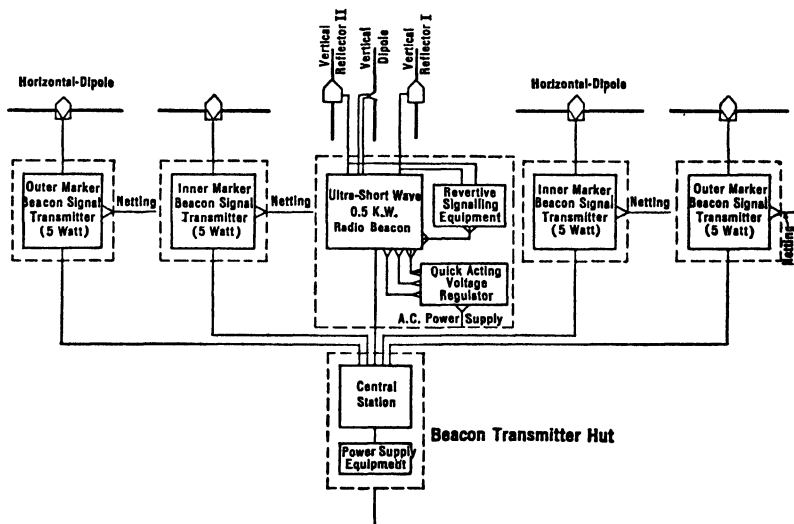 Vertical
Reflector II
Vertical
Dipole
Vertical
Reflector I
Horizontal-Dipole
Horizontal-Dipole
Outer Marker
Beacon Signal
Transmitter
(5 Watt)
Netting
Inner Marker
Beacon Signal
Transmitter
(5 Watt)
Netting
Ultra-Short Wave
0.5 K.W.
Radio Beacon
Revertive
Signalling
Equipment
Quick Acting
Voltage
Regulator
A.C. Power Supply
Inner Marker
Beacon Signal
Transmitter
(5 Watt)
Netting
Outer Marker
Beacon Signal
Transmitter
(5 Watt)
Netting
Central
Station
Power Supply
Equipment
Beacon Transmitter Hut